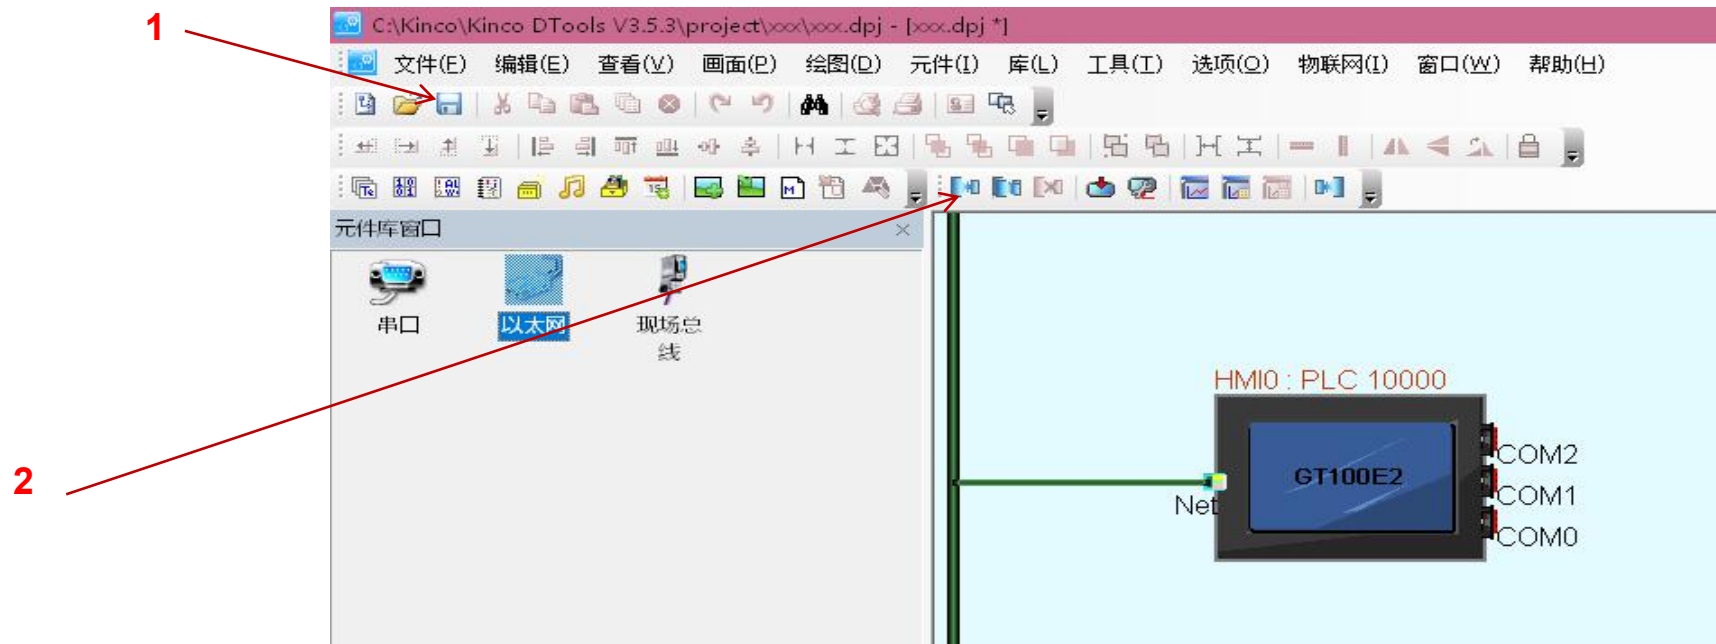 1
C:\Kinco\Kinco DTools V3.5.3\project\xxx\xxx.dpj - [xxx.dpj *]
文件(F) 编辑(E) 查看(V) 画面(P) 绘图(D) 元件(I) 库(L) 工具(T) 选项(O) 物联网(I) 窗口(W) 帮助(H)
元件库窗口
串口 以太网 现场总线
HMI0 : PLC 10000
GT100E2
COM2
Net
COM1
COM0
2